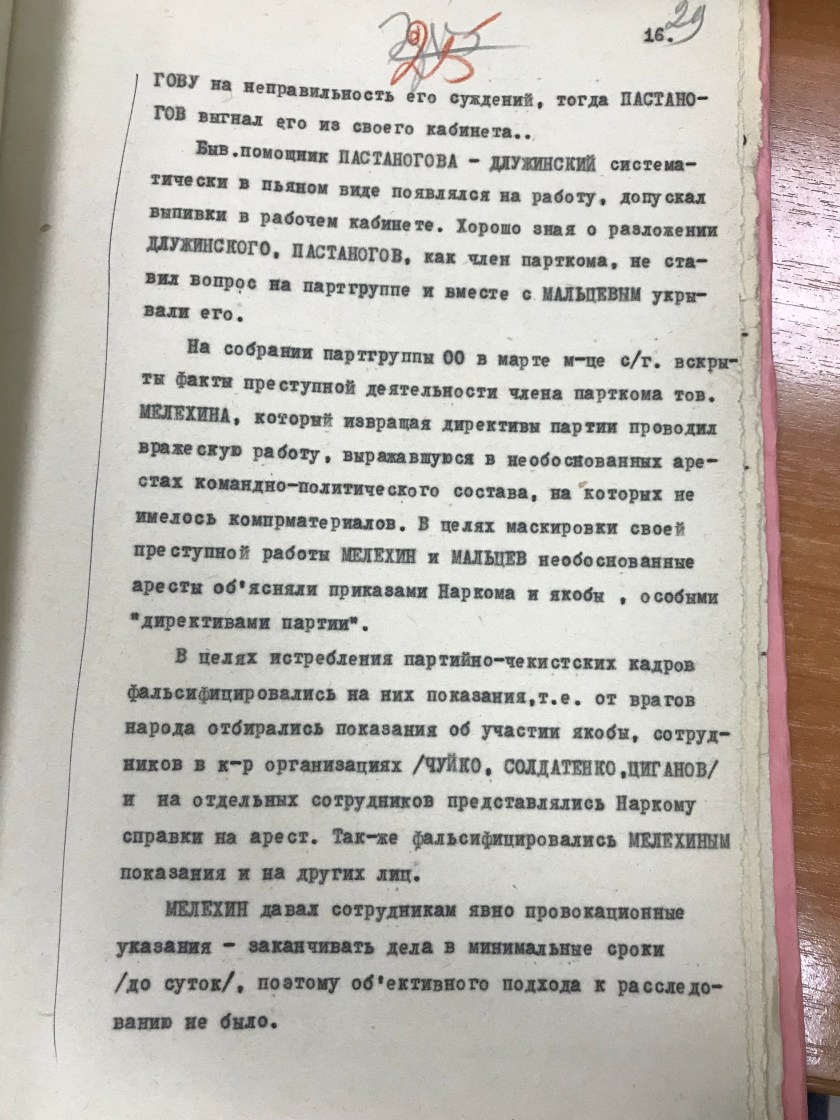 215
16. 29
ГОВУ на неправильность его суждений, тогда ПАСТАНО-
ГОВ выгнал его из своего кабинета..
Быв.помощник ПАСТАНОГОВА - ДЛУЖИНСКИЙ система-
тически в пьяном виде появлялся на работу, допускал
выпивки в рабочем кабинете. Хорошо зная о разложении
ДЛУЖИНСКОГО, ПАСТАНОГОВ, как член парткома, не ста-
вил вопрос на партгруппе и вместе с МАЛЬЦЕВЫМ укры-
вали его.
На собрании партгруппы ОО в марте м-це с/г. вскры-
ты факты преступной деятельности члена парткома тов.
МЕЛЕХИНА, который извращая директивы партии проводил
вражескую работу, выражавшуюся в необоснованных аре-
стах командно-политического состава, на которых не
имелось компрматериалов. В целях маскировки своей
преступной работы МЕЛЕХИН и МАЛЬЦЕВ необоснованные
аресты об'ясняли приказами Наркома и якобы , особыми
"директивами партии".
В целях истребления партийно-чекистских кадров
фальсифицировались на них показания,т.е. от врагов
народа отбирались показания об участии якобы, сотруд-
ников в к-р организациях /ЧУЙКО, СОЛДАТЕНКО,ЦИГАНОВ/
и на отдельных сотрудников представлялись Наркому
справки на арест. Так-же фальсифицировались МЕЛЕХИНЫМ
показания и на других лиц.
МЕЛЕХИН давал сотрудникам явно провокационные
указания - заканчивать дела в минимальные сроки
/до суток/, поэтому об'ективного подхода к расследо-
ванию не было.